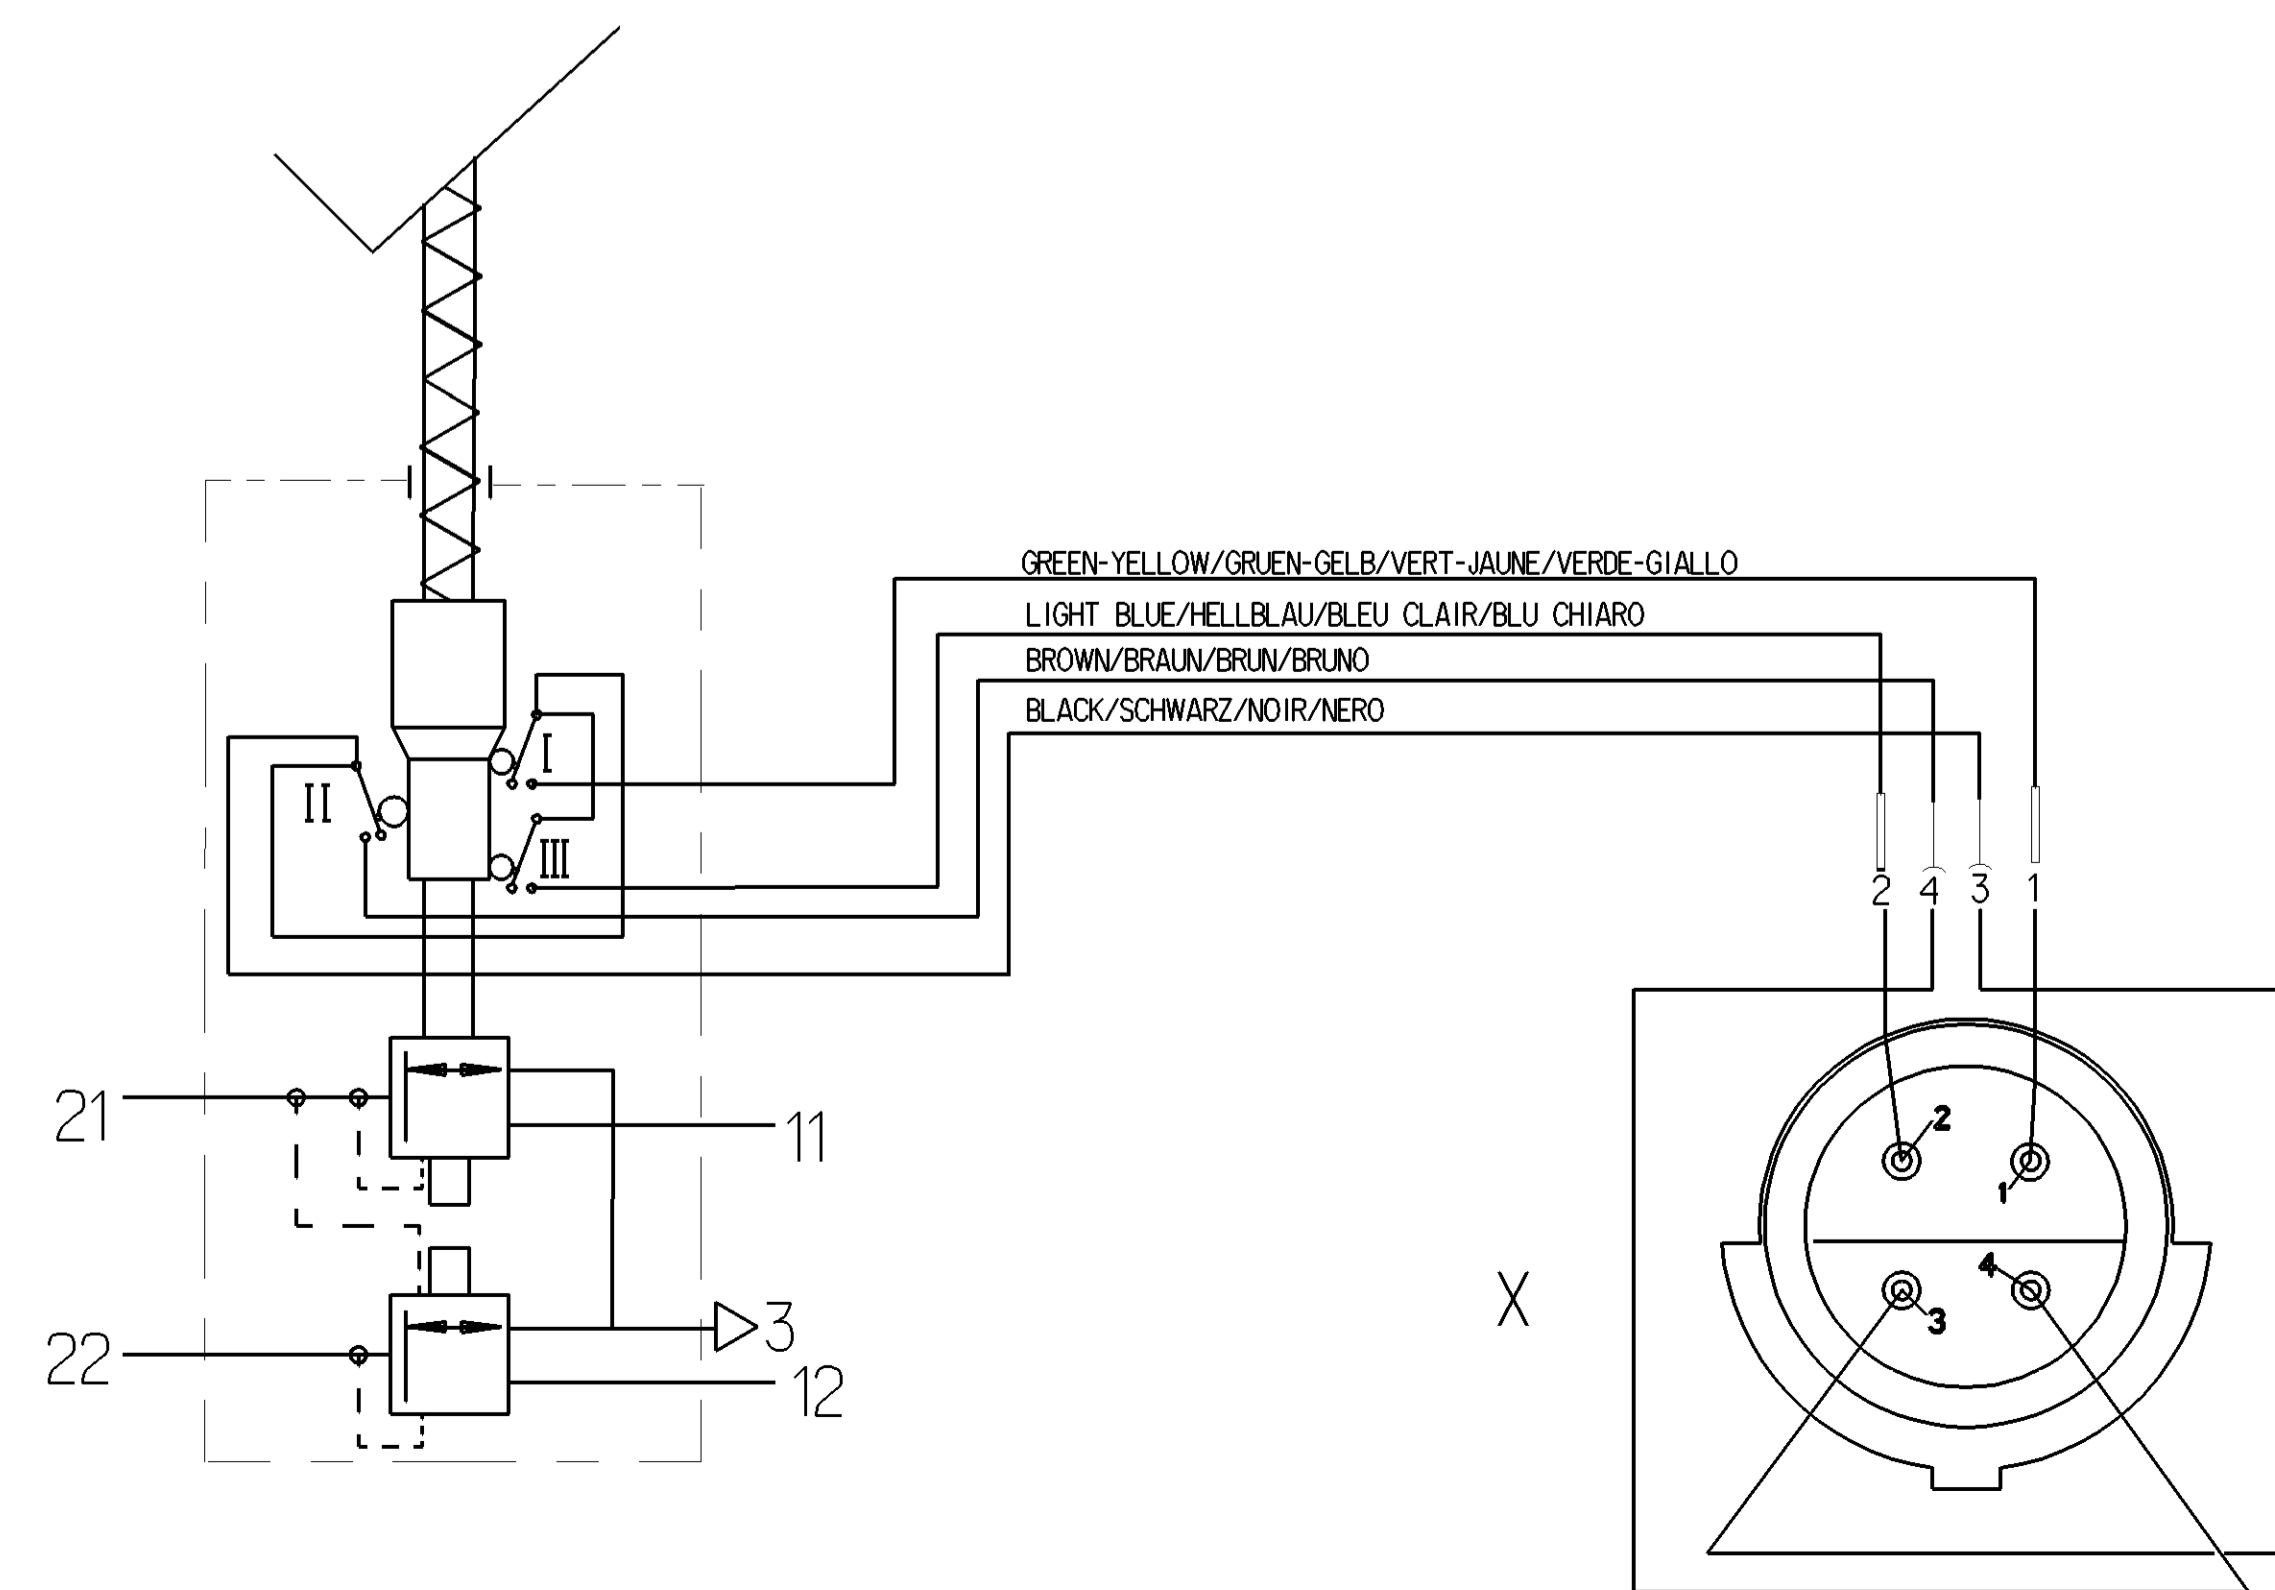 GREEN-YELLOW/GRUEN-GELB/VERT-JAUNE/VERDE-GIALLO
LIGHT BLUE/HELLBLAU/BLEU CLAIR/BLU CHIARO
BROWN/BRAUN/BRUN/BRUNO
BLACK/SCHWARZ/NOIR/NERO
I
II
III
2 4 3 1
21
11
2
1
4
3
X
3
22
12